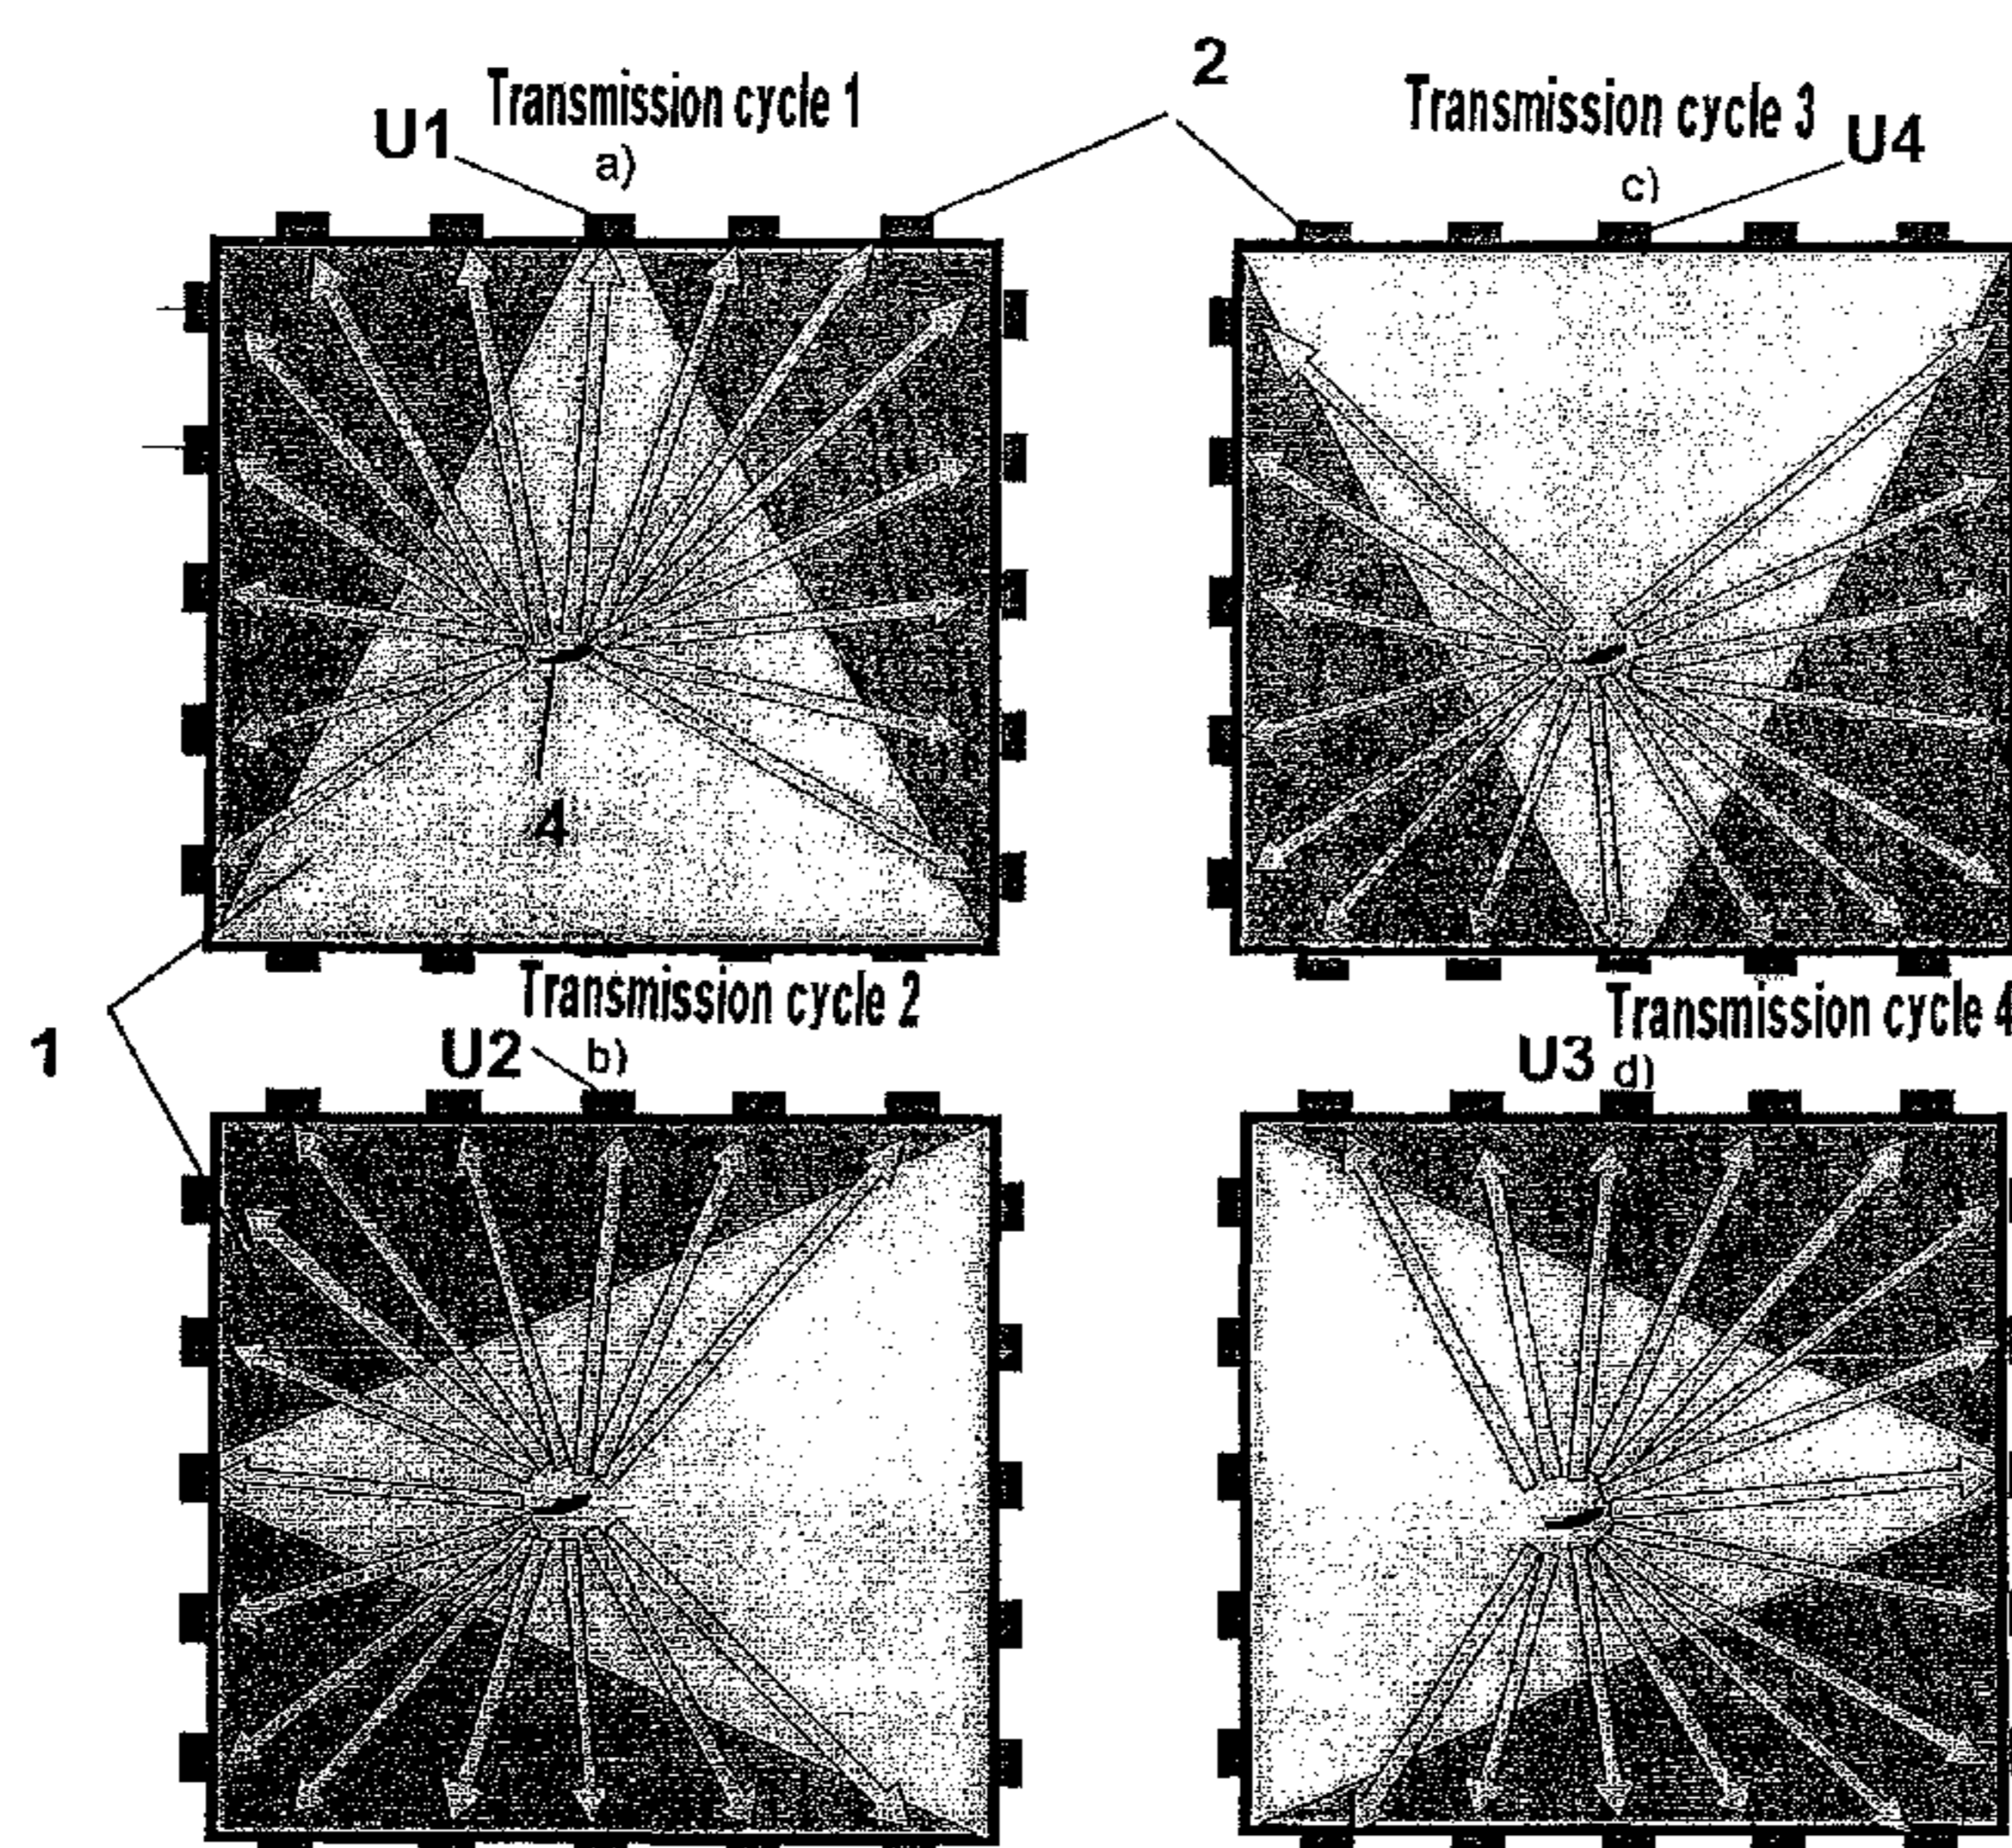 2
Transmission cycle 1
U1
a)
Transmission cycle 3
U4
c)
4
1
Transmission cycle 2
U2
b)
Transmission cycle 4
U3
d)